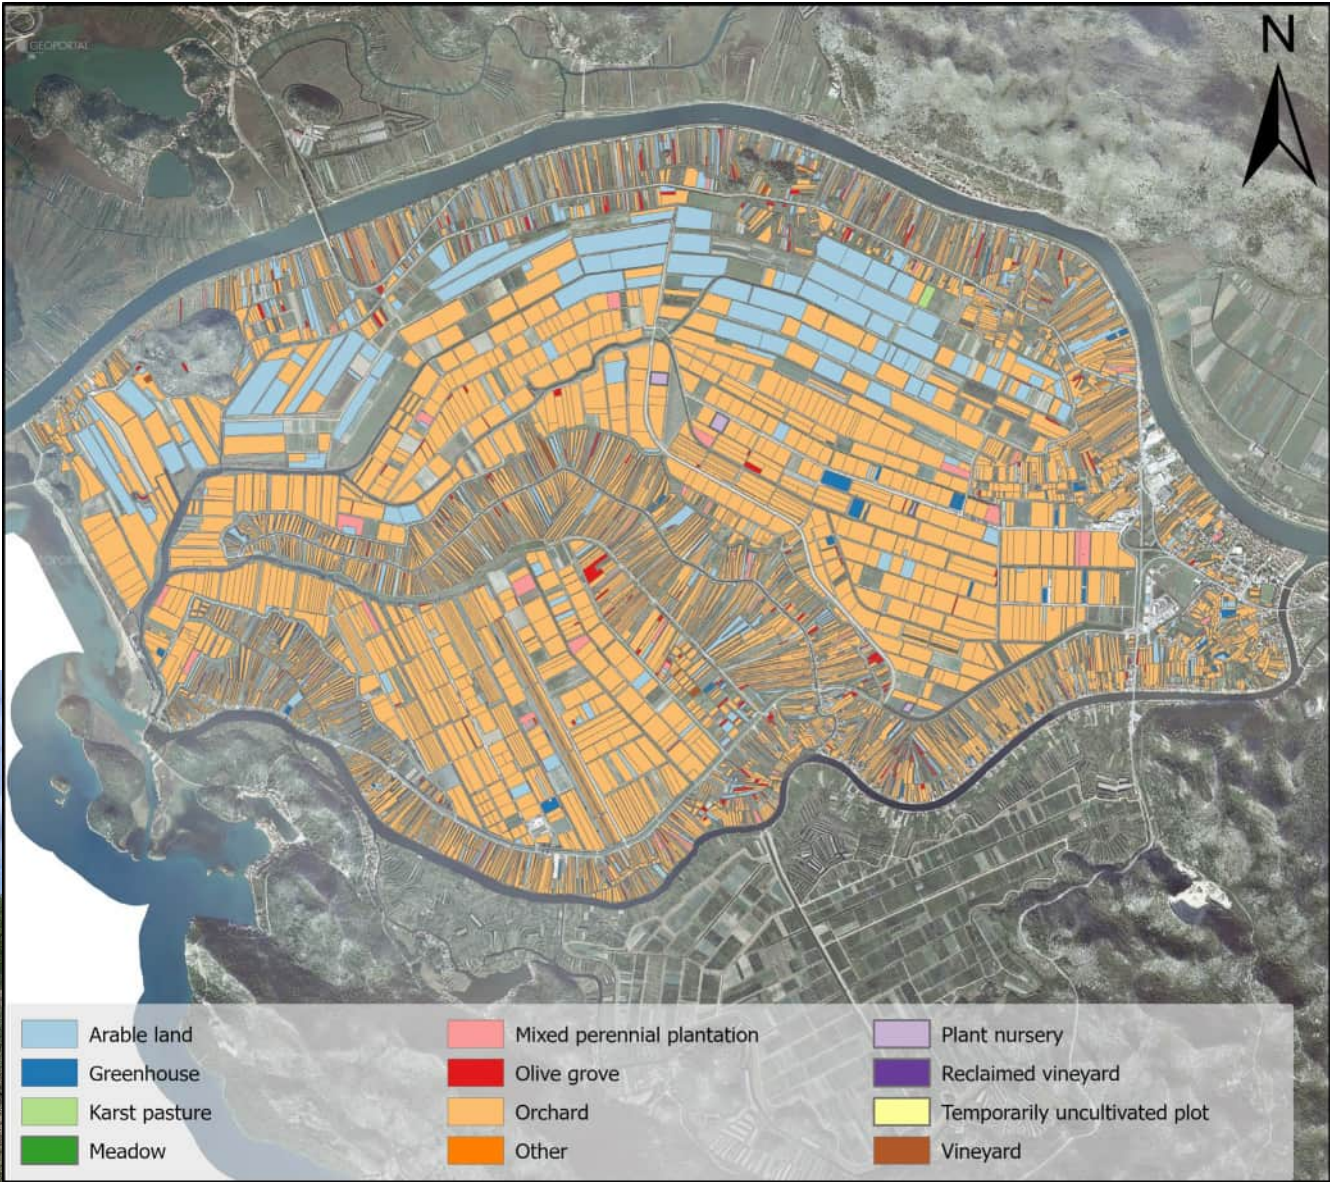 GEOPORTAL
N
Arable land
Greenhouse
Karst pasture
Meadow
Mixed perennial plantation
Olive grove
Orchard
Other
Plant nursery
Reclaimed vineyard
Temporarily uncultivated plot
Vineyard